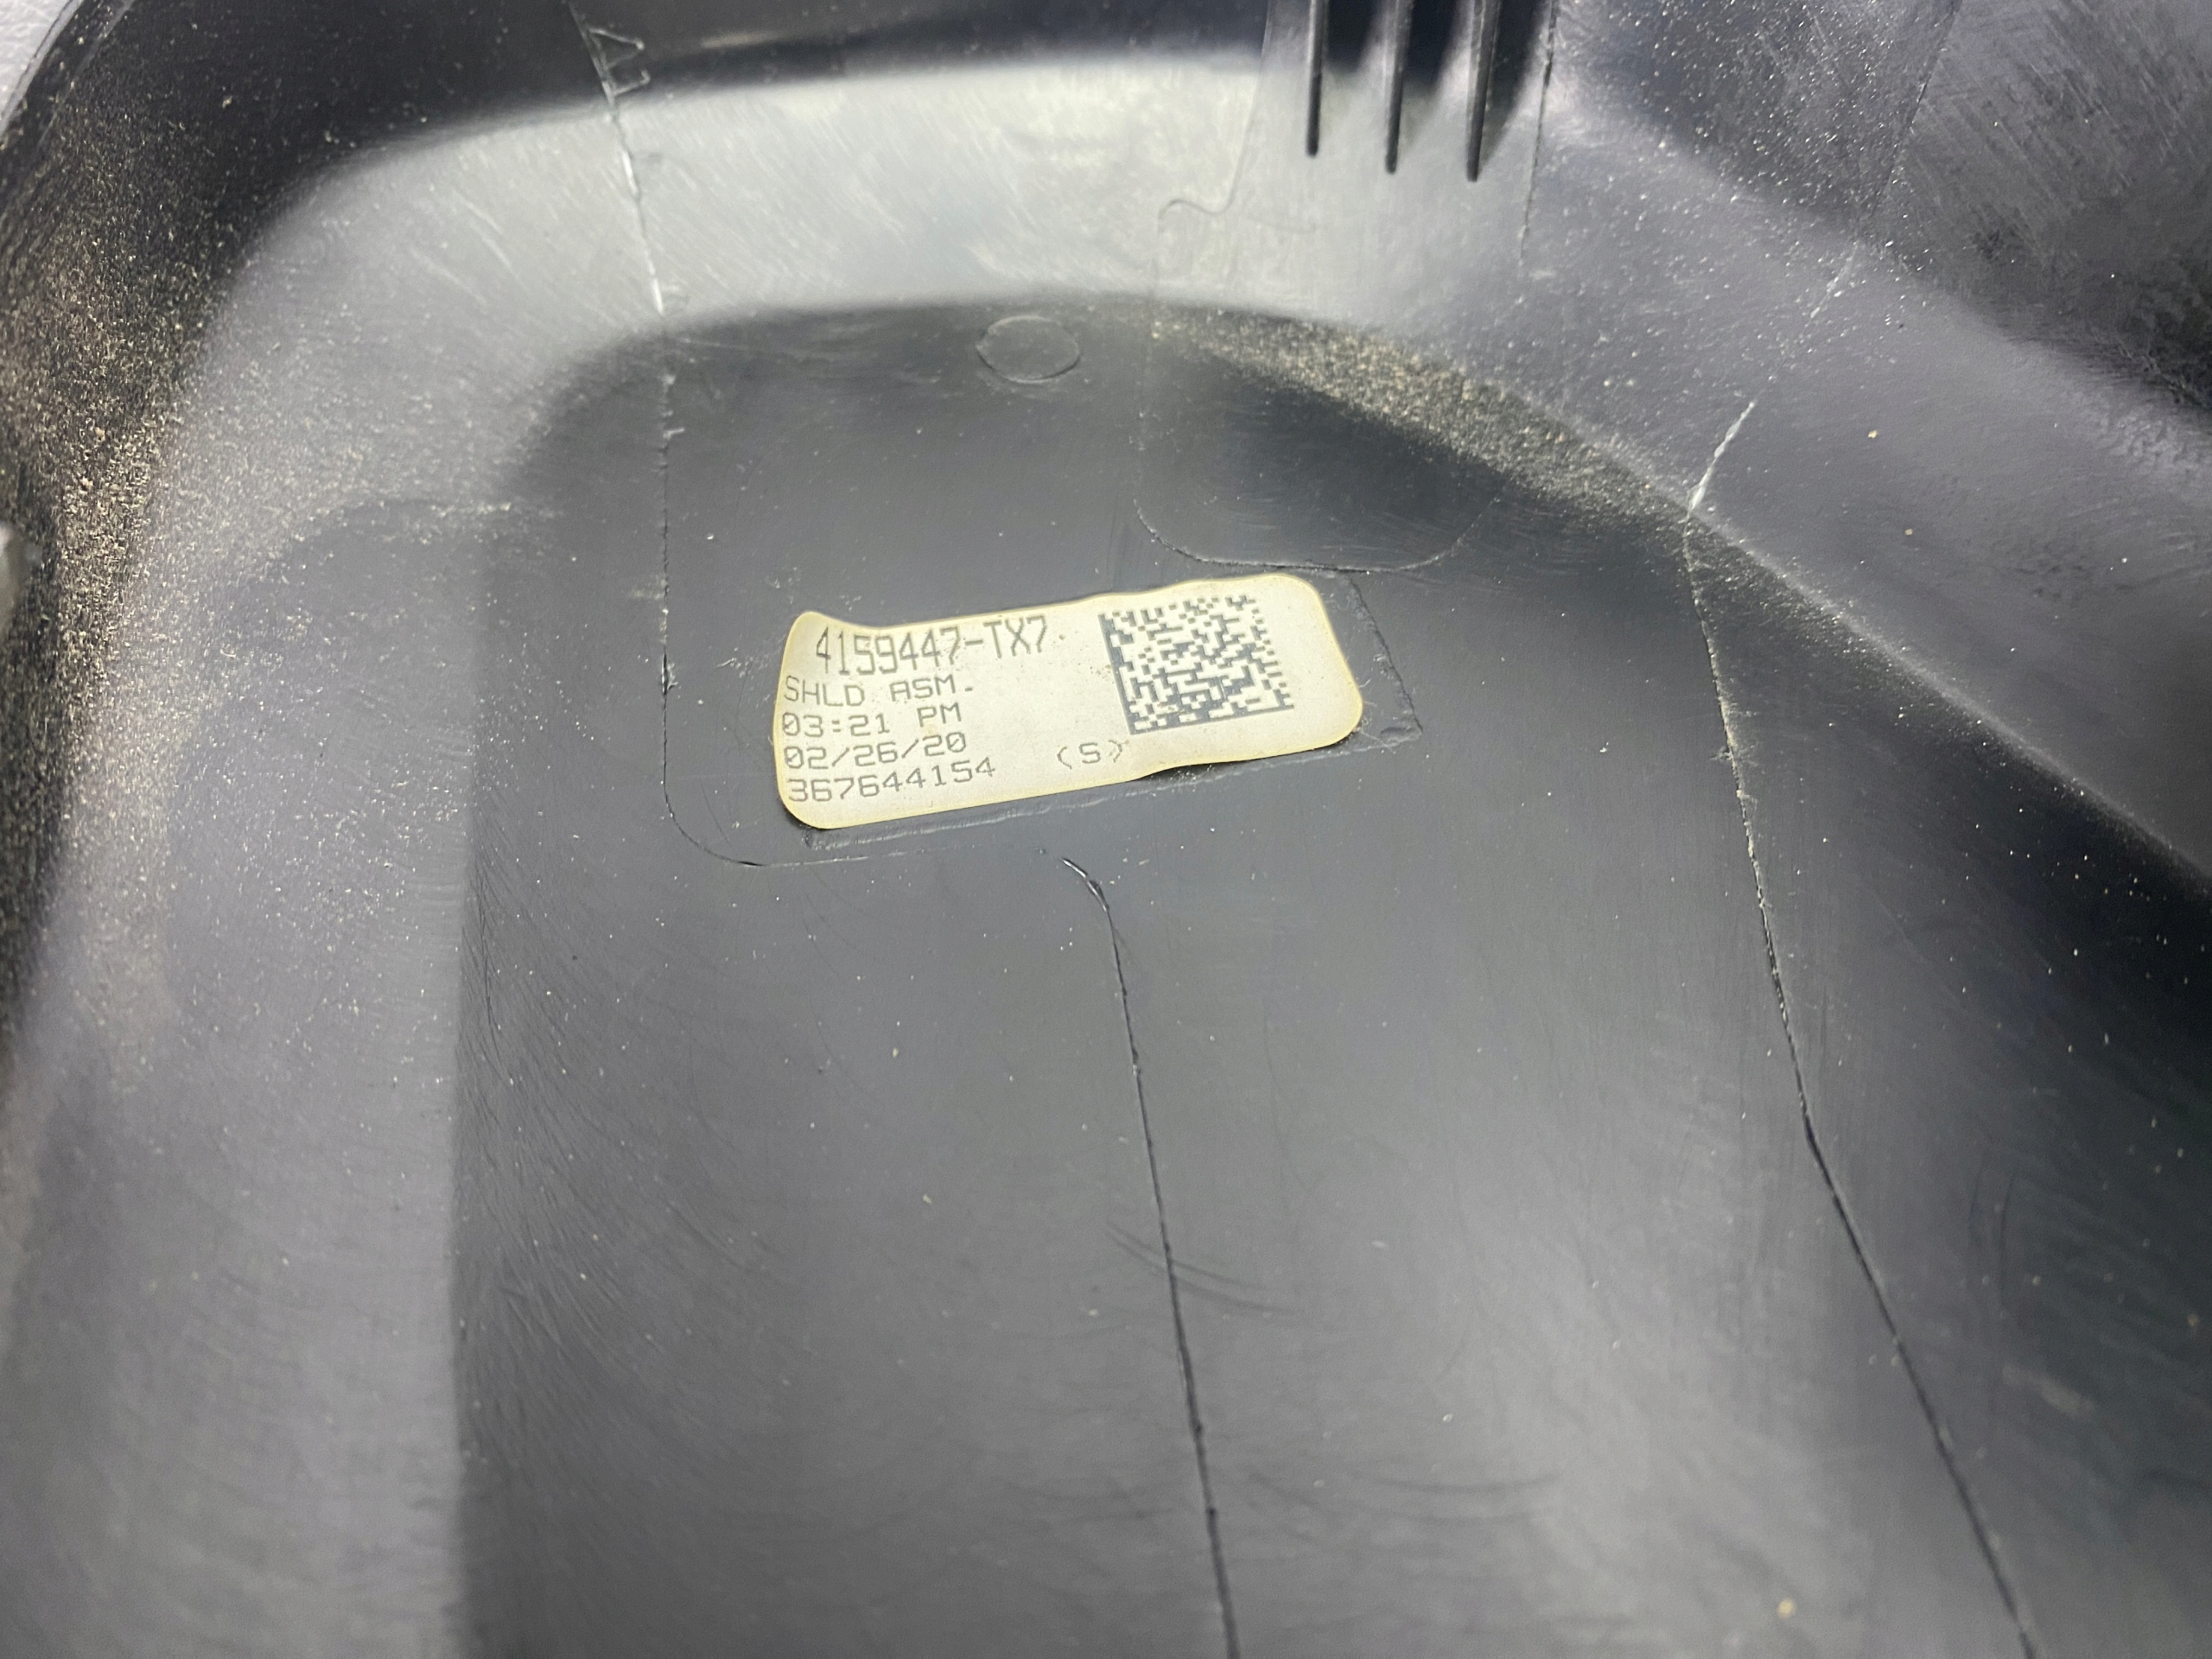 4159447-TX7
SHLD ASM.
03:21 PM
02/26/20
367644154 (S)